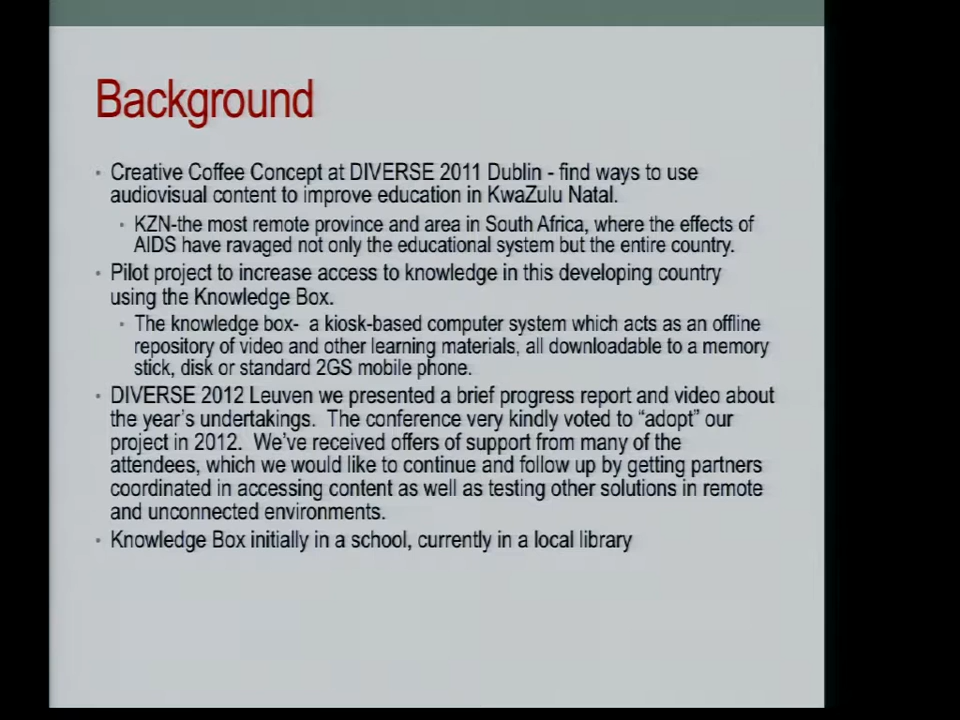 Background
Creative Coffee Concept at DIVERSE 2011 Dublin - find ways to use
audiovisual content to improve education in KwaZulu Natal.
KZN-the most remote province and area in South Africa, where the effects of
AIDS have ravaged not only the educational system but the entire country.
Pilot project to increase access to knowledge in this developing country
using the Knowledge Box.
The knowledge box-  a kiosk-based computer system which acts as an offline
repository of video and other learning materials, all downloadable to a memory
stick, disk or standard 2GS mobile phone.
DIVERSE 2012 Leuven we presented a brief progress report and video about
the year's undertakings.  The conference very kindly voted to “adopt” our
project in 2012.  We've received offers of support from many of the
attendees, which we would like to continue and follow up by getting partners
coordinated in accessing content as well as testing other solutions in remote
and unconnected environments.
Knowledge Box initially in a school, currently in a local library